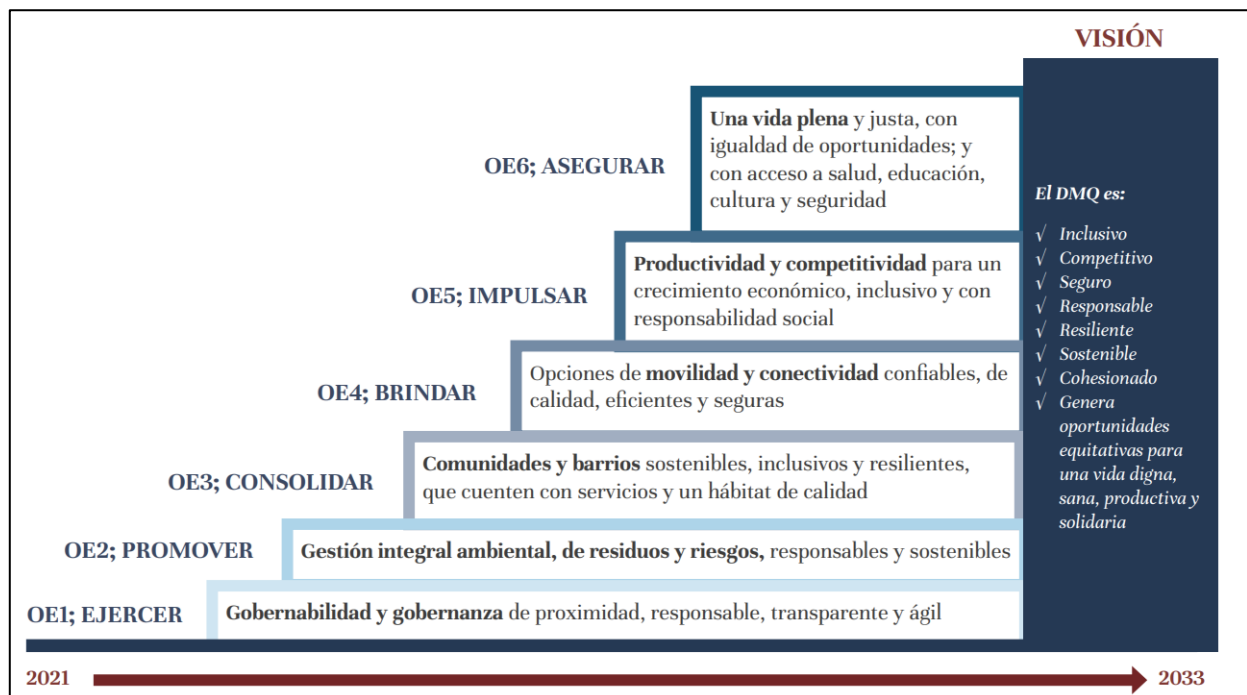 VISIÓN
OE6; ASEGURAR
Una vida plena y justa, con
igualdad de oportunidades; y
con acceso a salud, educación,
cultura y seguridad
OE5; IMPULSAR
Productividad y competitividad para un
crecimiento económico, inclusivo y con
responsabilidad social
OE4; BRINDAR
Opciones de movilidad y conectividad confiables, de
calidad, eficientes y seguras
OE3; CONSOLIDAR
Comunidades y barrios sostenibles, inclusivos y resilientes,
que cuenten con servicios y un hábitat de calidad
OE2; PROMOVER
Gestión integral ambiental, de residuos y riesgos, responsables y sostenibles
OE1; EJERCER
Gobernabilidad y gobernanza de proximidad, responsable, transparente y ágil
El DMQ es:
√ Inclusivo
√ Competitivo
√ Seguro
√ Responsable
√ Resiliente
√ Sostenible
√ Cohesionado
√ Genera
oportunidades
equitativas para
una vida digna,
sana, productiva y
solidaria
2021
2033